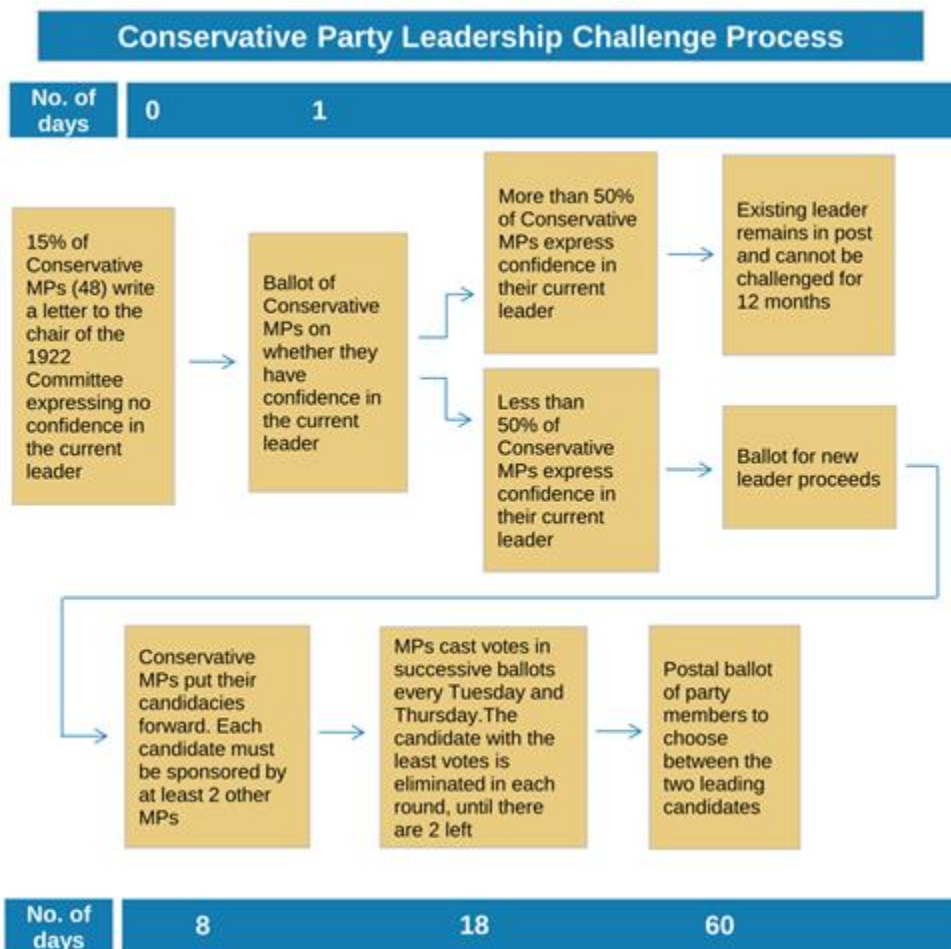 Conservative Party Leadership Challenge Process
No. of
days
0
1
15% of
Conservative
MPs (48) write
a letter to the
chair of the
1922
Committee
expressing no
confidence in
the current
leader
Ballot of
Conservative
MPs on
whether they
have
confidence in
the current
leader
More than 50%
of Conservative
MPs express
confidence in
their current
leader
Existing leader
remains in post
and cannot be
challenged for
12 months
Less than
50% of
Conservative
MPs express
confidence in
their current
leader
Ballot for new
leader proceeds
Conservative
MPs put their
candidacies
forward. Each
candidate must
be sponsored by
at least 2 other
MPs
MPs cast votes in
successive ballots
every Tuesday and
Thursday.The
candidate with the
least votes is
eliminated in each
round, until there
are 2 left
Postal ballot
of party
members to
choose
between the
two leading
candidates
No. of
days
8
18
60